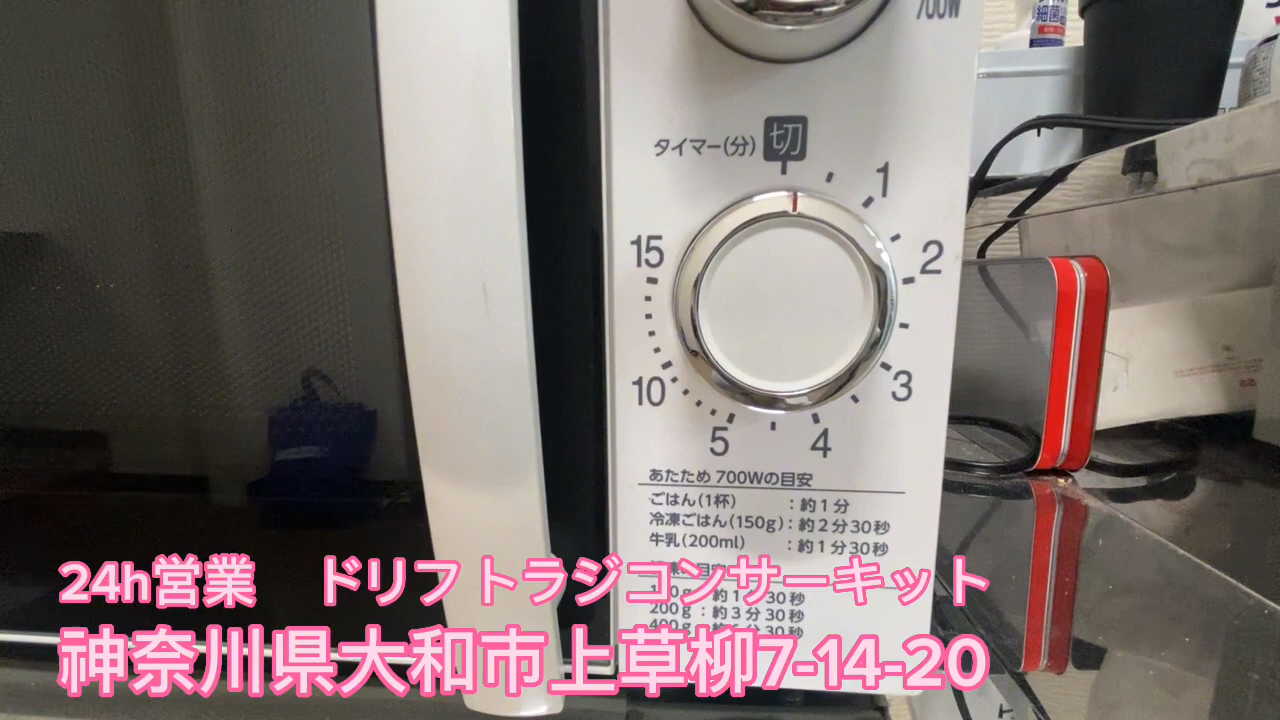 700W
細菌
タイマー(分) 切
1
2
3
4
5
10
15
あたため 700Wの目安
ごはん(1杯) :約1分
冷凍ごはん(150g):約2分30秒
牛乳(200ml) :約1分30秒
200g:約3分30秒
24h営業 ドリフトラジコンサーキット
神奈川県大和市上草柳7-14-20